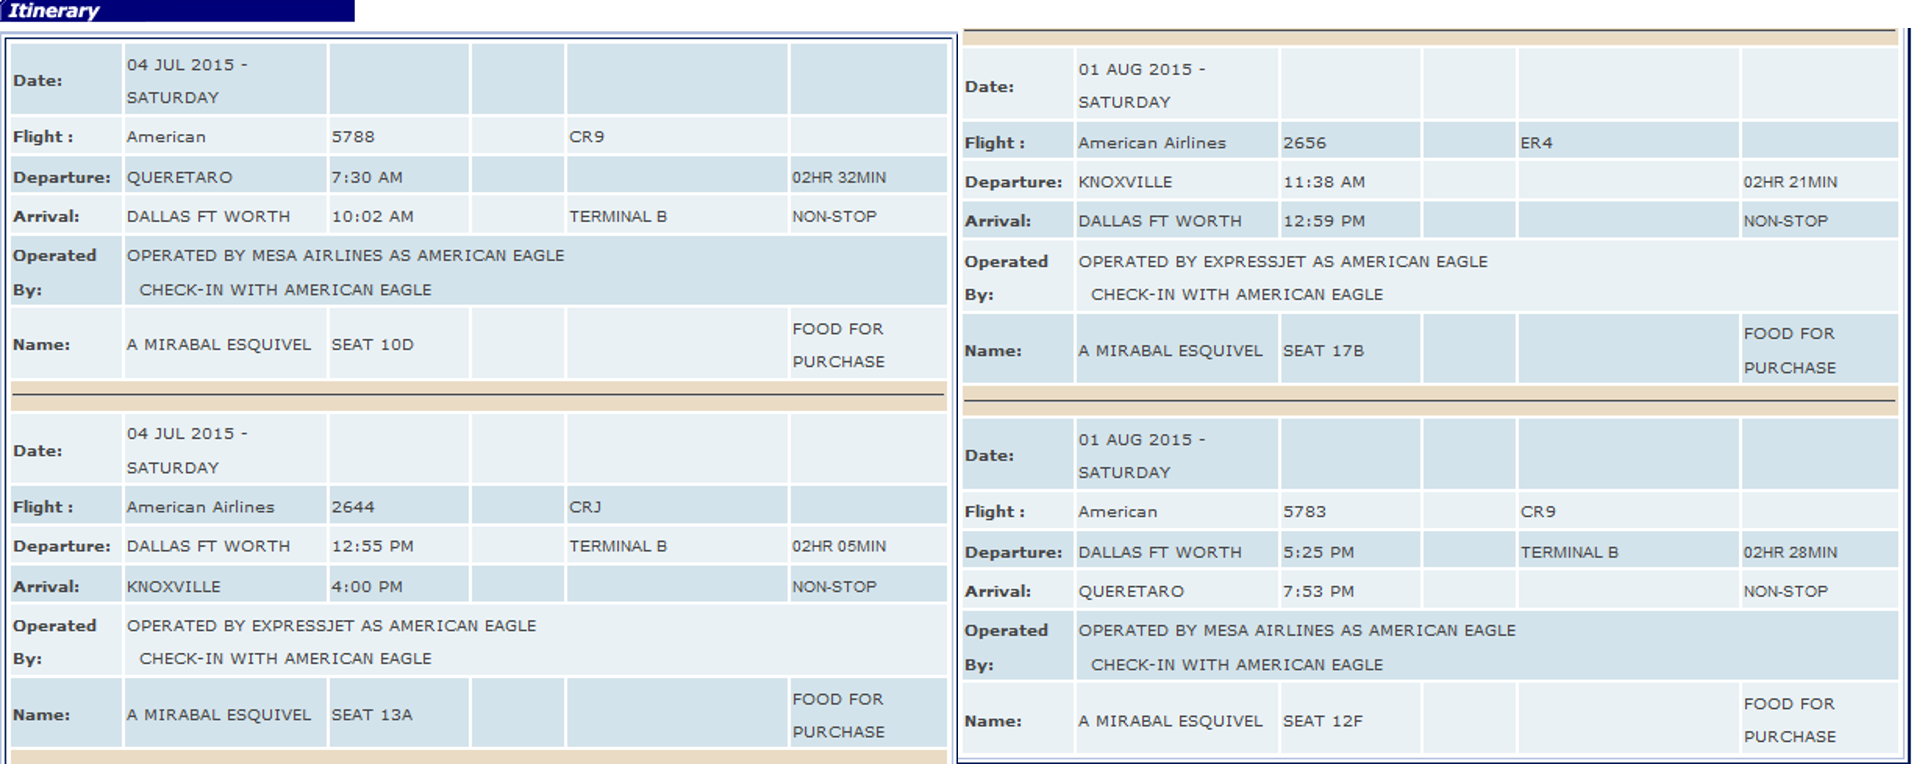 Itinerary
Date: 04 JUL 2015 -
SATURDAY
Flight : American 5788 CR9
Departure: QUERETARO 7:30 AM 02HR 32MIN
Arrival: DALLAS FT WORTH 10:02 AM TERMINAL B NON-STOP
Operated By: OPERATED BY MESA AIRLINES AS AMERICAN EAGLE
CHECK-IN WITH AMERICAN EAGLE
Name: A MIRABAL ESQUIVEL SEAT 10D FOOD FOR PURCHASE
Date: 04 JUL 2015 -
SATURDAY
Flight : American Airlines 2644 CRJ
Departure: DALLAS FT WORTH 12:55 PM TERMINAL B 02HR 05MIN
Arrival: KNOXVILLE 4:00 PM NON-STOP
Operated By: OPERATED BY EXPRESSJET AS AMERICAN EAGLE
CHECK-IN WITH AMERICAN EAGLE
Name: A MIRABAL ESQUIVEL SEAT 13A FOOD FOR PURCHASE
Date: 01 AUG 2015 -
SATURDAY
Flight : American Airlines 2656 ER4
Departure: KNOXVILLE 11:38 AM 02HR 21MIN
Arrival: DALLAS FT WORTH 12:59 PM NON-STOP
Operated By: OPERATED BY EXPRESSJET AS AMERICAN EAGLE
CHECK-IN WITH AMERICAN EAGLE
Name: A MIRABAL ESQUIVEL SEAT 17B FOOD FOR PURCHASE
Date: 01 AUG 2015 -
SATURDAY
Flight : American 5783 CR9
Departure: DALLAS FT WORTH 5:25 PM TERMINAL B 02HR 28MIN
Arrival: QUERETARO 7:53 PM NON-STOP
Operated By: OPERATED BY MESA AIRLINES AS AMERICAN EAGLE
CHECK-IN WITH AMERICAN EAGLE
Name: A MIRABAL ESQUIVEL SEAT 12F FOOD FOR PURCHASE